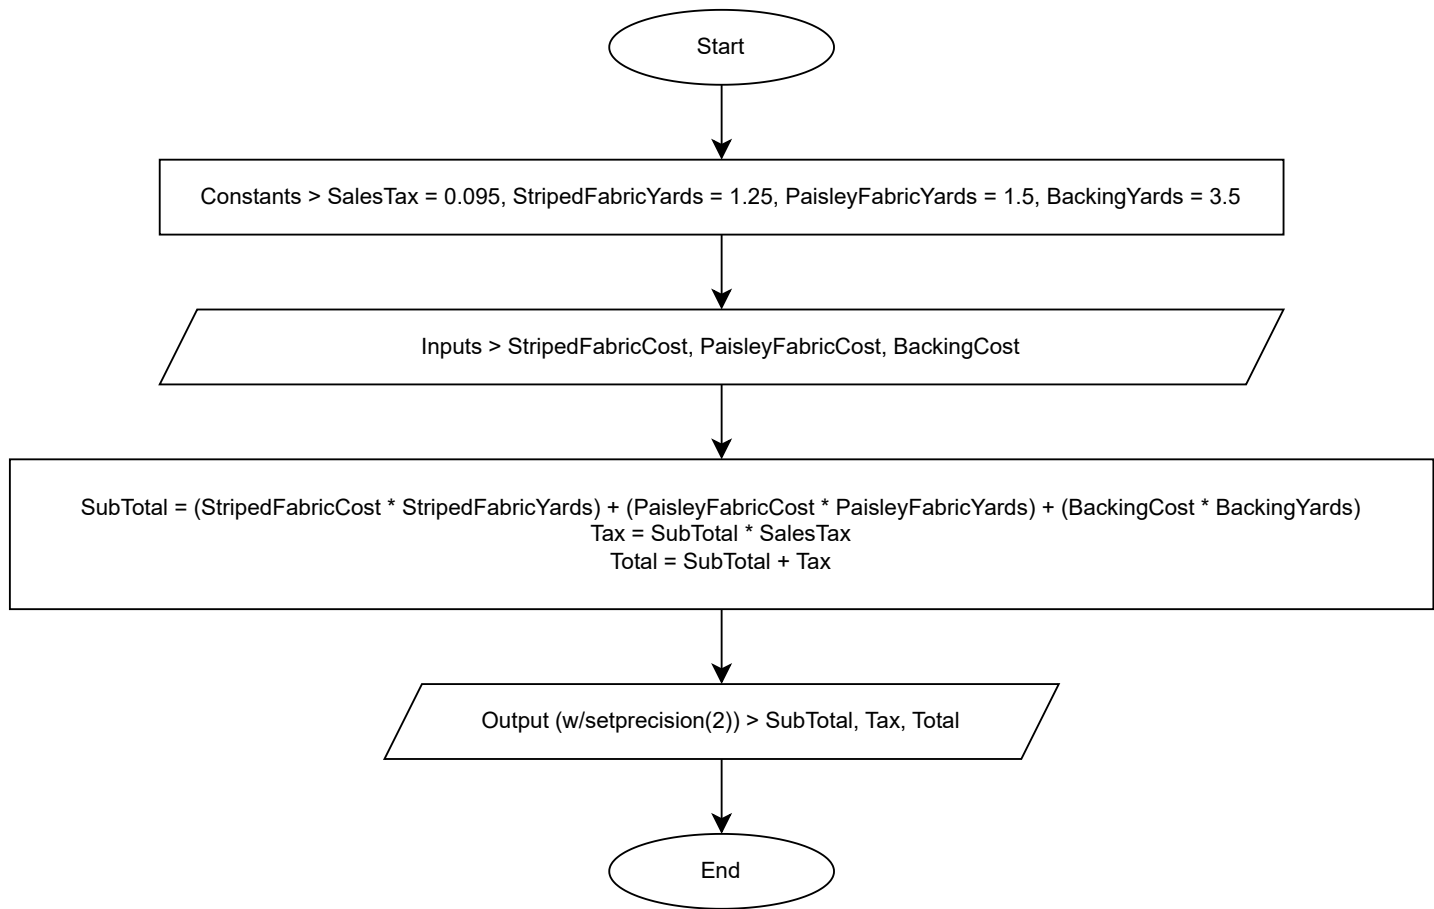 Start
Constants > SalesTax = 0.095, StripedFabricYards = 1.25, PaisleyFabricYards = 1.5, BackingYards = 3.5
Inputs > StripedFabricCost, PaisleyFabricCost, BackingCost
SubTotal = (StripedFabricCost * StripedFabricYards) + (PaisleyFabricCost * PaisleyFabricYards) + (BackingCost * BackingYards)
Tax = SubTotal * SalesTax
Total = SubTotal + Tax
Output (w/setprecision(2)) > SubTotal, Tax, Total
End